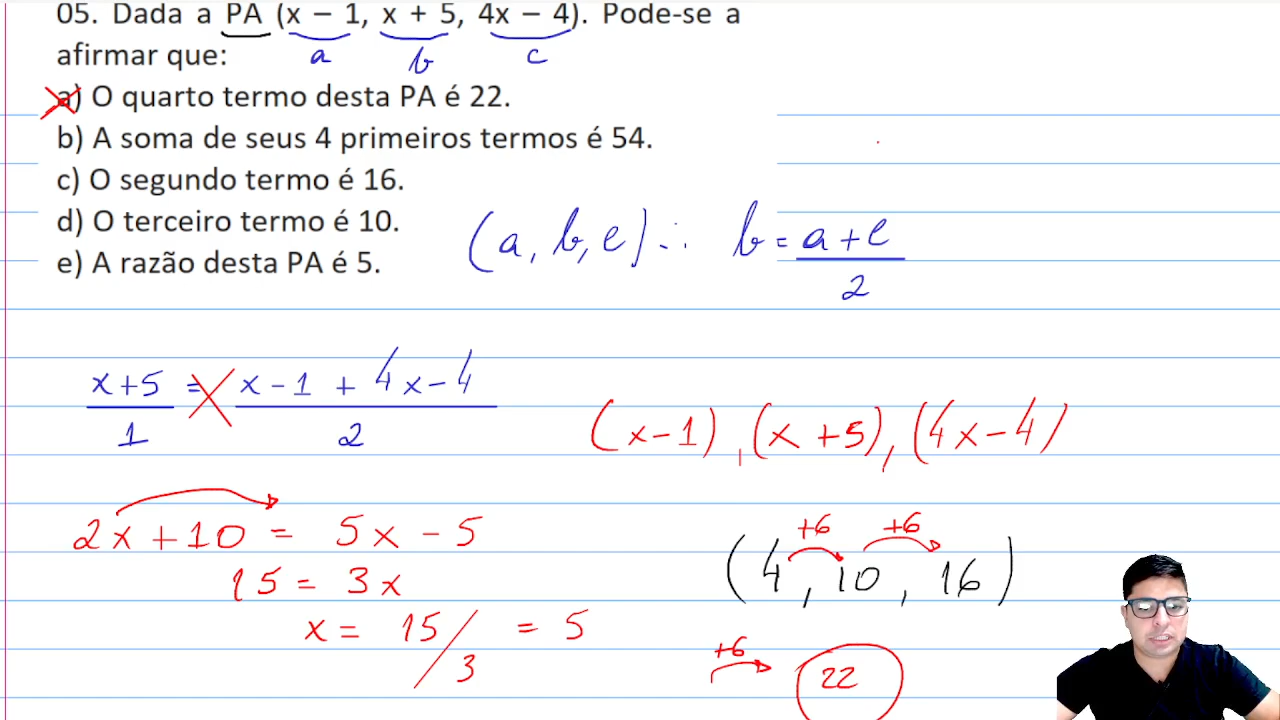 05. Dada a PA (x − 1, x + 5, 4x − 4). Pode-se a
afirmar que:
a b c
a) O quarto termo desta PA é 22.
b) A soma de seus 4 primeiros termos é 54.
c) O segundo termo é 16.
d) O terceiro termo é 10.
e) A razão desta PA é 5.
(a, b, c) ∴ b = a + c
2
x+5 = x − 1 + 4x − 4
1 2
(x−1), (x+5), (4x−4)
2x + 10 = 5x − 5
+6 +6
(4, 10, 16)
15 = 3x
x = 15/3 = 5
+6 22